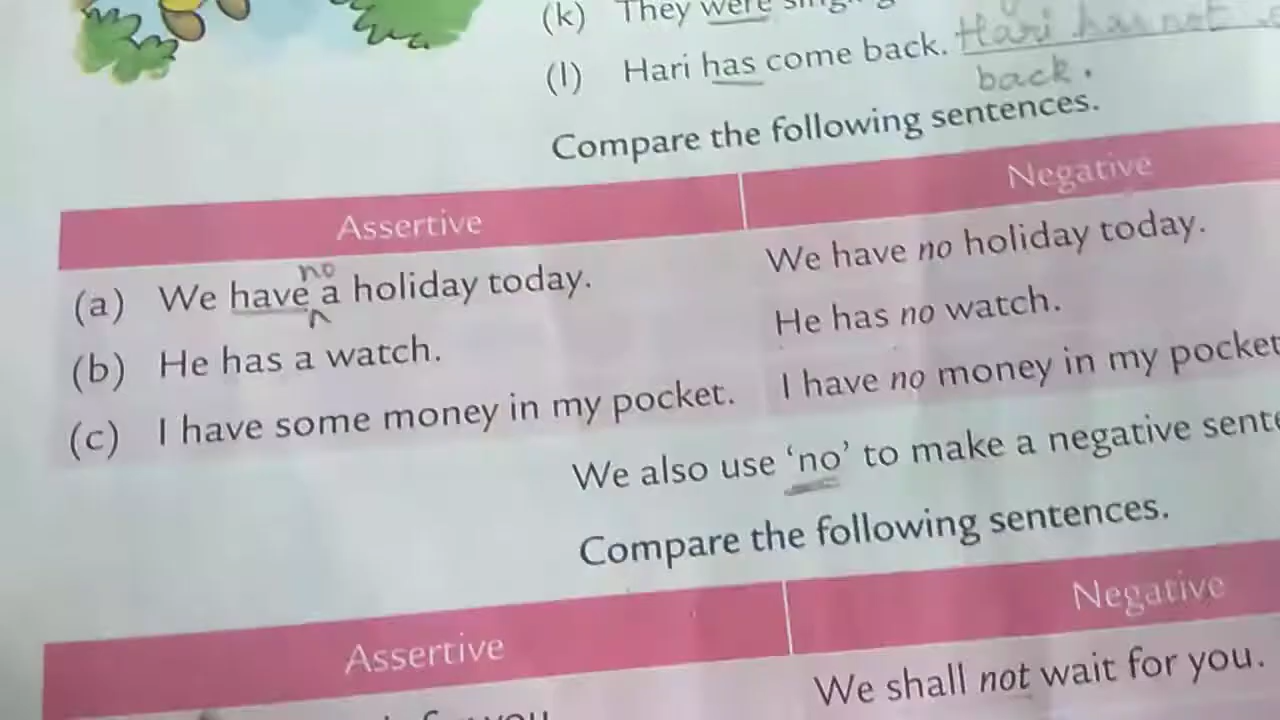 (k) They were
(l) Hari has come back. Hari has not
back.
Compare the following sentences.
Assertive Negative
no
(a) We have a holiday today. We have no holiday today.
(b) He has a watch. He has no watch.
(c) I have some money in my pocket. I have no money in my pocket
We also use ‘no’ to make a negative
Compare the following sentences.
Assertive Negative
We shall not wait for you.